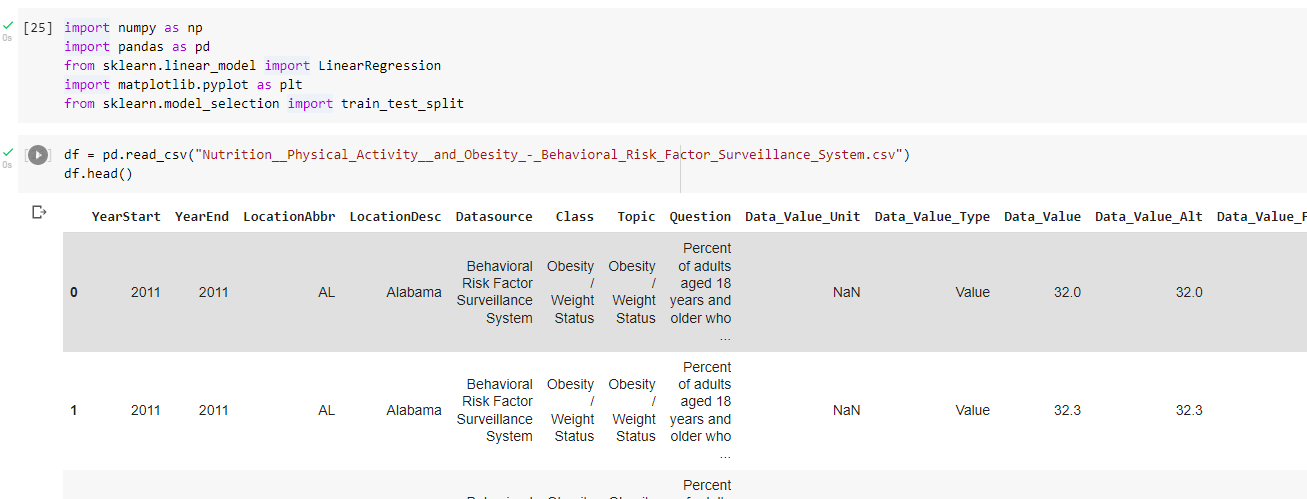 [25] import numpy as np
0s
import pandas as pd
from sklearn.linear_model import LinearRegression
import matplotlib.pyplot as plt
from sklearn.model_selection import train_test_split
df = pd.read_csv("Nutrition__Physical_Activity__and_Obesity_-_Behavioral_Risk_Factor_Surveillance_System.csv")
0s
df.head()
YearStart YearEnd LocationAbbr LocationDesc Datasource Class Topic Question Data_Value_Unit Data_Value_Type Data_Value Data_Value_Alt Data_Value_F
Percent
Behavioral Obesity Obesity of adults
Risk Factor / / aged 18
0 2011 2011 AL Alabama Surveillance Weight Weight years and NaN Value 32.0 32.0
System Status Status older who
...
Percent
Behavioral Obesity Obesity of adults
Risk Factor / / aged 18
1 2011 2011 AL Alabama Surveillance Weight Weight years and NaN Value 32.3 32.3
System Status Status older who
...
Percent